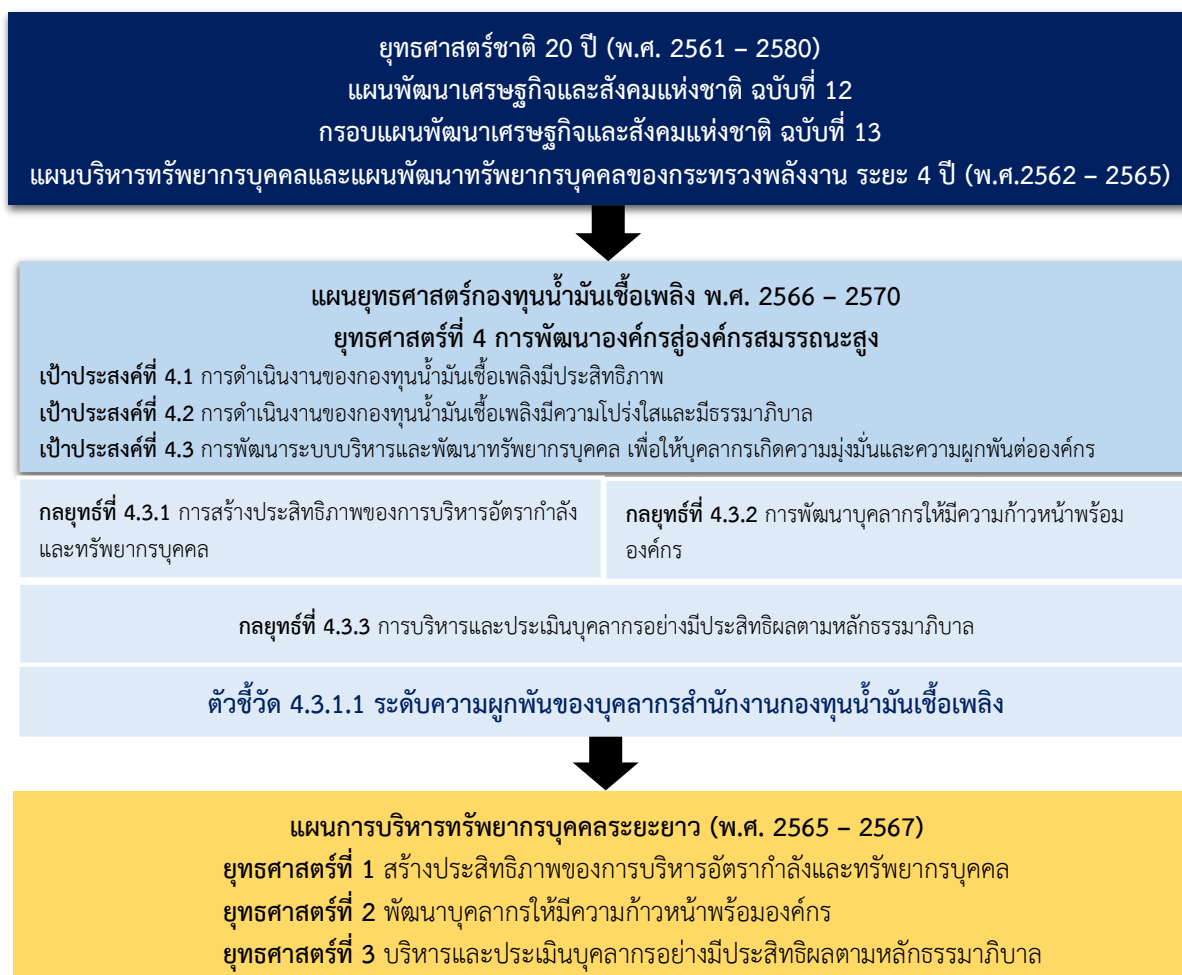 ยุทธศาสตร์ชาติ 20 ปี (พ.ศ. 2561 – 2580)
แผนพัฒนาเศรษฐกิจและสังคมแห่งชาติ ฉบับที่ 12
กรอบแผนพัฒนาเศรษฐกิจและสังคมแห่งชาติ ฉบับที่ 13
แผนบริหารทรัพยากรบุคคลและแผนพัฒนาทรัพยากรบุคคลของกระทรวงพลังงาน ระยะ 4 ปี (พ.ศ.2562 – 2565)
แผนยุทธศาสตร์กองทุนน้ำมันเชื้อเพลิง พ.ศ. 2566 – 2570
ยุทธศาสตร์ที่ 4 การพัฒนาองค์กรสู่องค์กรสมรรถนะสูง
เป้าประสงค์ที่ 4.1 การดำเนินงานของกองทุนน้ำมันเชื้อเพลิงมีประสิทธิภาพ
เป้าประสงค์ที่ 4.2 การดำเนินงานของกองทุนน้ำมันเชื้อเพลิงมีความโปร่งใสและมีธรรมาภิบาล
เป้าประสงค์ที่ 4.3 การพัฒนาระบบบริหารและพัฒนาทรัพยากรบุคคล เพื่อให้บุคลากรเกิดความมุ่งมั่นและความผูกพันต่อองค์กร
กลยุทธ์ที่ 4.3.1 การสร้างประสิทธิภาพของการบริหารอัตรากำลัง
และทรัพยากรบุคคล
กลยุทธ์ที่ 4.3.2 การพัฒนาบุคลากรให้มีความก้าวหน้าพร้อม
องค์กร
กลยุทธ์ที่ 4.3.3 การบริหารและประเมินบุคลากรอย่างมีประสิทธิผลตามหลักธรรมาภิบาล
ตัวชี้วัด 4.3.1.1 ระดับความผูกพันของบุคลากรสำนักงานกองทุนน้ำมันเชื้อเพลิง
แผนการบริหารทรัพยากรบุคคลระยะยาว (พ.ศ. 2565 – 2567)
ยุทธศาสตร์ที่ 1 สร้างประสิทธิภาพของการบริหารอัตรากำลังและทรัพยากรบุคคล
ยุทธศาสตร์ที่ 2 พัฒนาบุคลากรให้มีความก้าวหน้าพร้อมองค์กร
ยุทธศาสตร์ที่ 3 บริหารและประเมินบุคลากรอย่างมีประสิทธิผลตามหลักธรรมาภิบาล